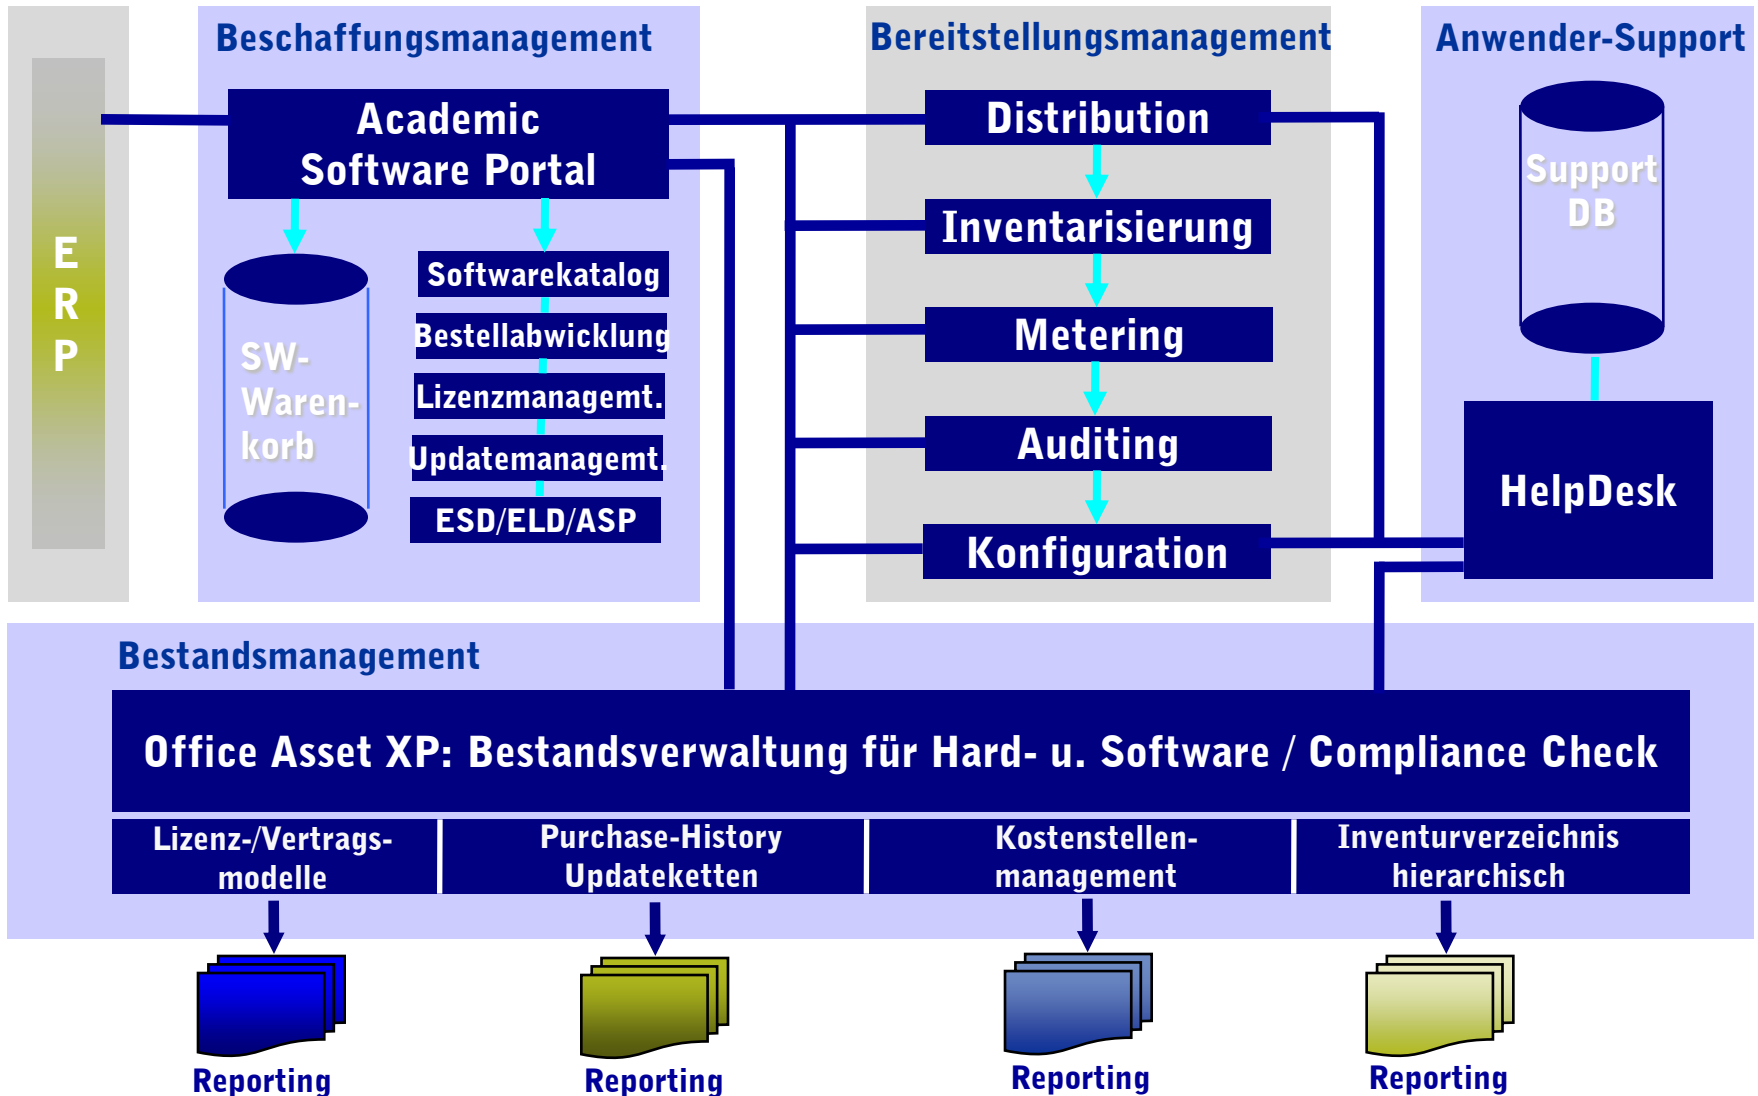 E
R
P
Beschaffungsmanagement
Academic
Software Portal
SW-
Waren-
korb
Softwarekatalog
Bestellabwicklung
Lizenzmanagemt.
Updatemanagemt.
ESD/ELD/ASP
Bereitstellungsmanagement
Distribution
Inventarisierung
Metering
Auditing
Konfiguration
Anwender-Support
Support
DB
HelpDesk
Bestandsmanagement
Office Asset XP: Bestandsverwaltung für Hard- u. Software / Compliance Check
Lizenz-/Vertrags-
modelle
Purchase-History
Updateketten
Kostenstellen-
management
Inventurverzeichnis
hierarchisch
Reporting
Reporting
Reporting
Reporting